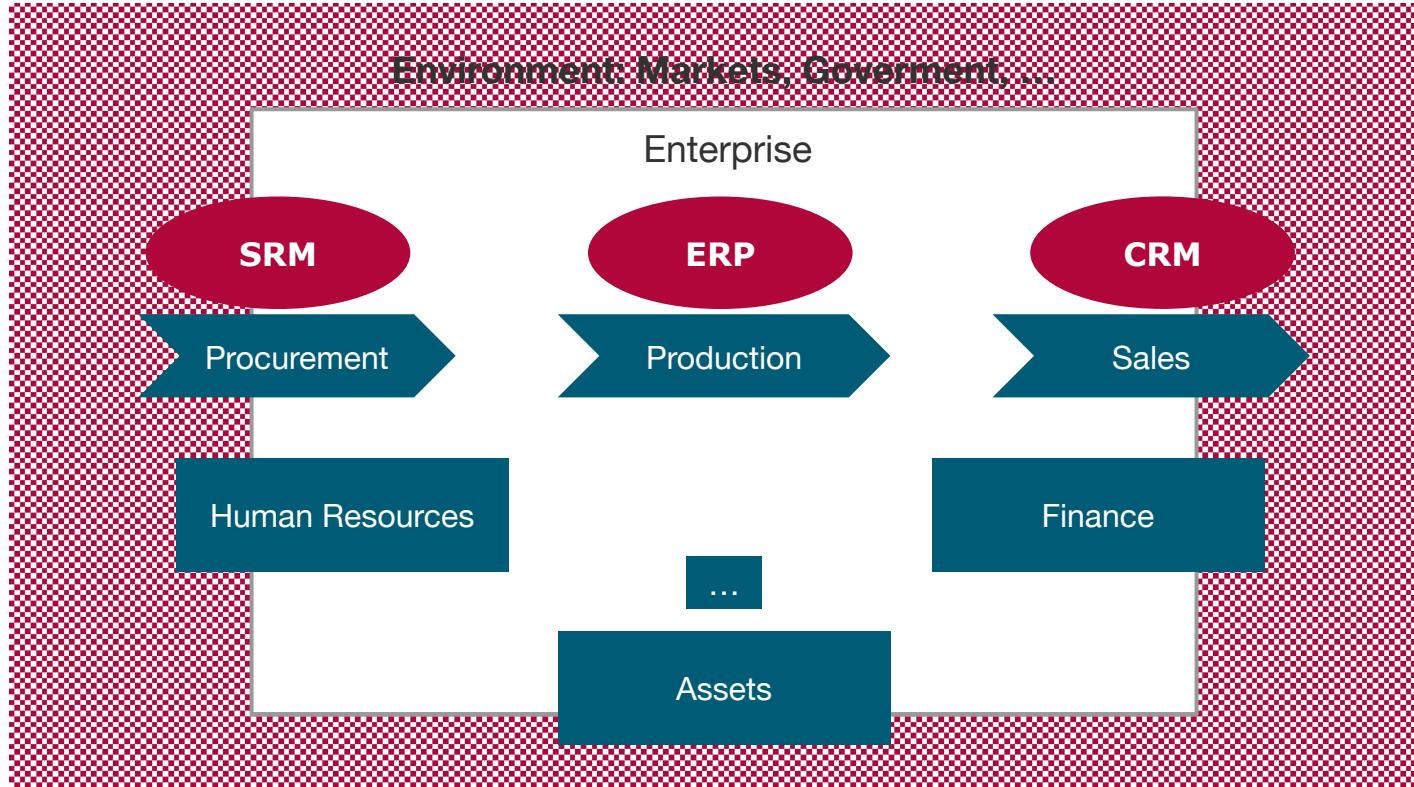 Environment: Markets, Goverment, …
Enterprise
SRM
ERP
CRM
Procurement
Production
Sales
Human Resources
Finance
…
Assets